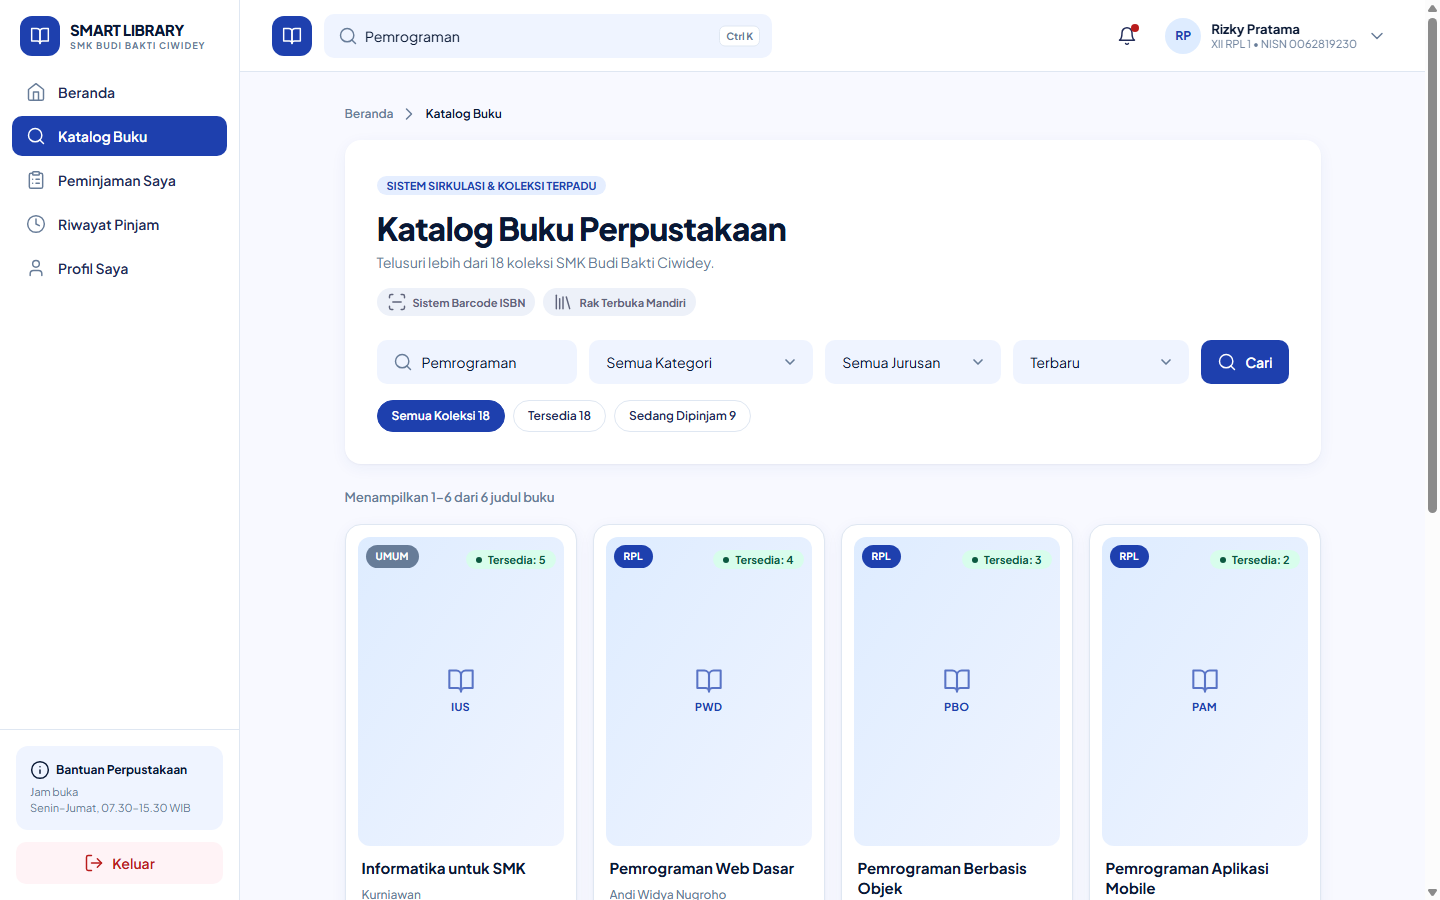 SMART LIBRARY
SMK BUDI BAKTI CIWIDEY
Beranda
Katalog Buku
Peminjaman Saya
Riwayat Pinjam
Profil Saya
Bantuan Perpustakaan
Jam buka
Senin–Jumat, 07.30–15.30 WIB
Keluar
Pemrograman
Ctrl K
RP
Rizky Pratama
XII RPL 1 • NISN 0062819230
Beranda > Katalog Buku
SISTEM SIRKULASI & KOLEKSI TERPADU
Katalog Buku Perpustakaan
Telusuri lebih dari 18 koleksi SMK Budi Bakti Ciwidey.
Sistem Barcode ISBN
Rak Terbuka Mandiri
Pemrograman
Semua Kategori
Semua Jurusan
Terbaru
Cari
Semua Koleksi 18
Tersedia 18
Sedang Dipinjam 9
Menampilkan 1–6 dari 6 judul buku
UMUM
Tersedia: 5
IUS
Informatika untuk SMK
Kurniawan
RPL
Tersedia: 4
PWD
Pemrograman Web Dasar
Andi Widya Nugroho
RPL
Tersedia: 3
PBO
Pemrograman Berbasis
Objek
RPL
Tersedia: 2
PAM
Pemrograman Aplikasi
Mobile